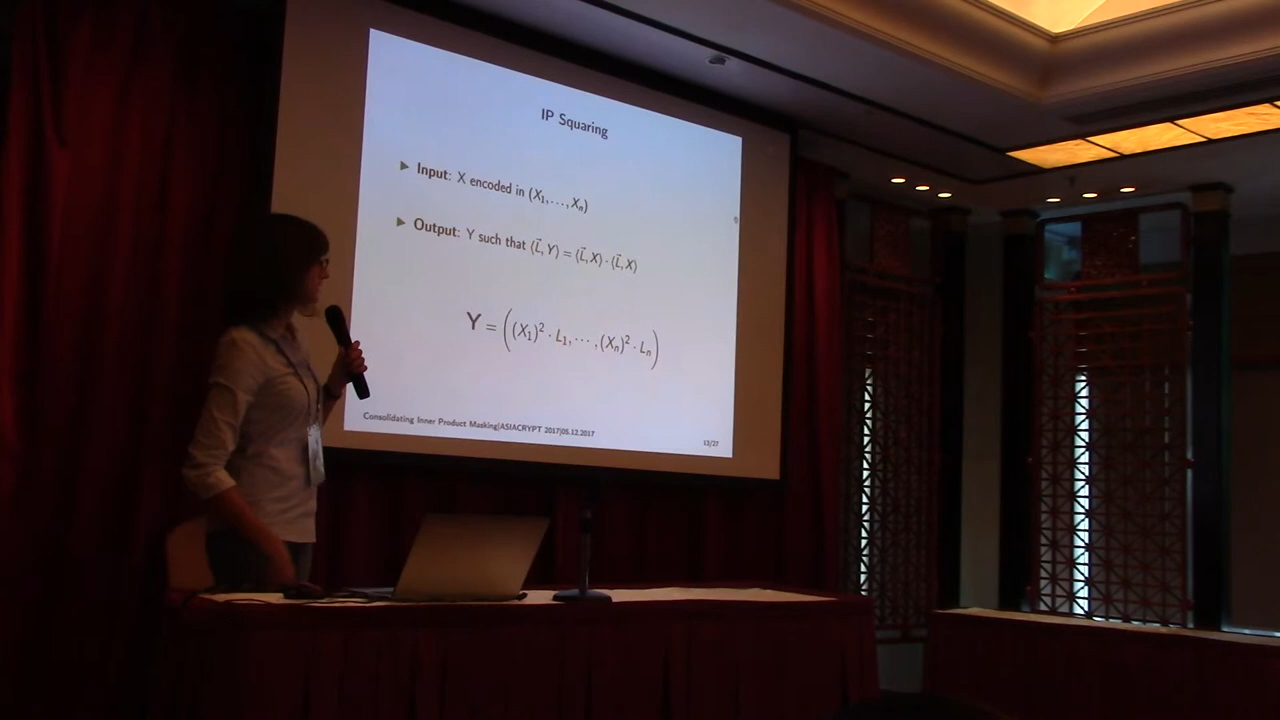 IP Squaring
▶ Input: X encoded in (X₁,…,Xₙ)
▶ Output: Y such that ⟨L⃗, Y⟩ = ⟨L⃗, X⟩ · ⟨L⃗, X⟩
Y = ((X₁)² · L₁, ⋯ , (Xₙ)² · Lₙ)
Consolidating Inner Product Masking|ASIACRYPT 2017|05.12.2017
13/27